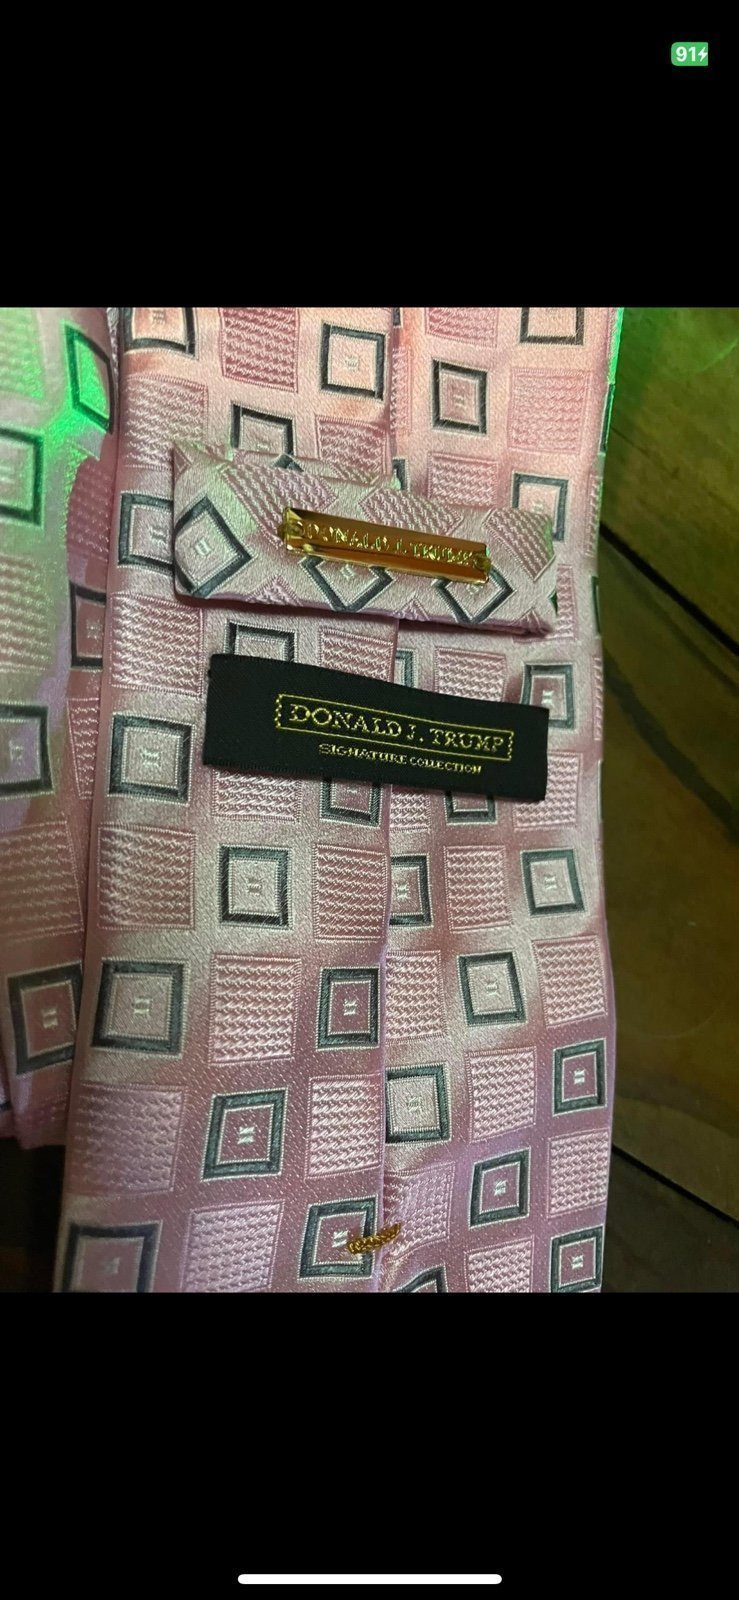 91
DONALD J. TRUMP
DONALD J. TRUMP
SIGNATURE COLLECTION